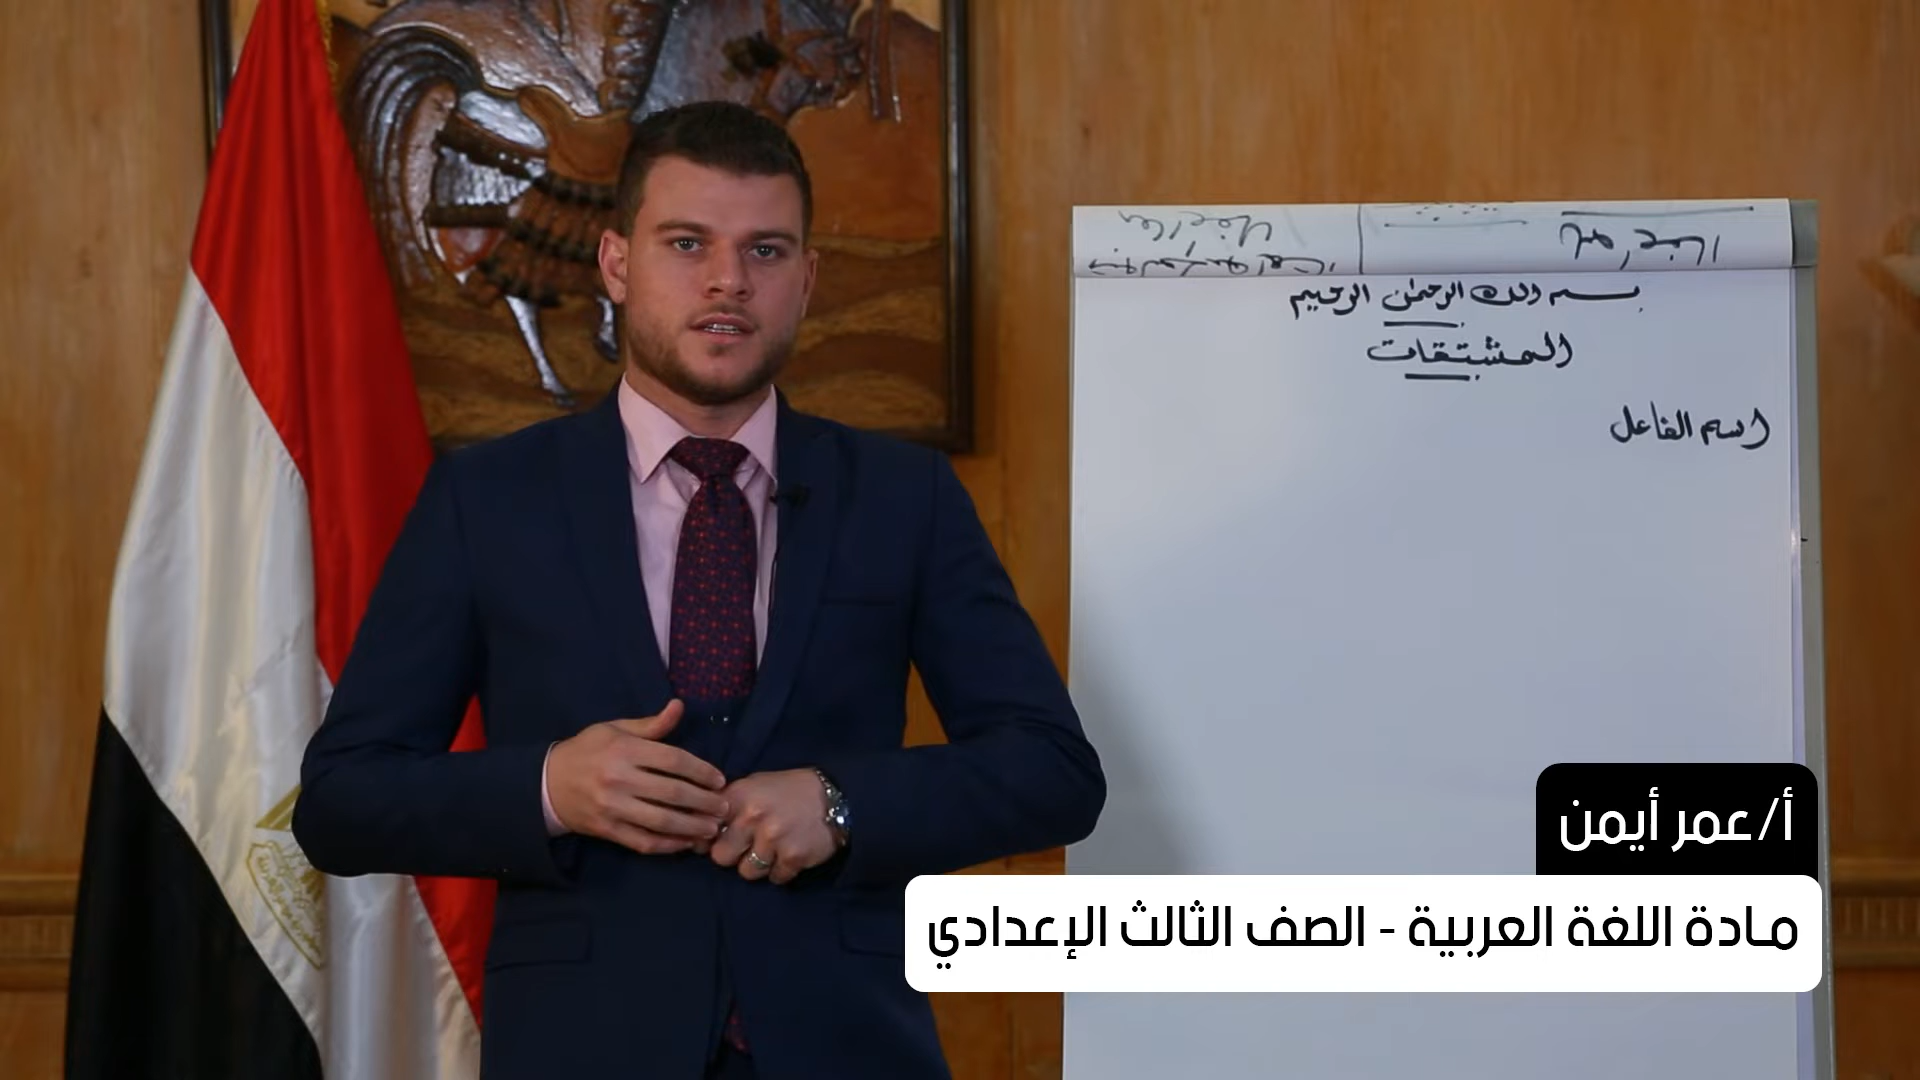 بسم الله الرحمن الرحيم
المشتقات
اسم الفاعل
أ/عمر أيمن
مادة اللغة العربية - الصف الثالث الإعدادي